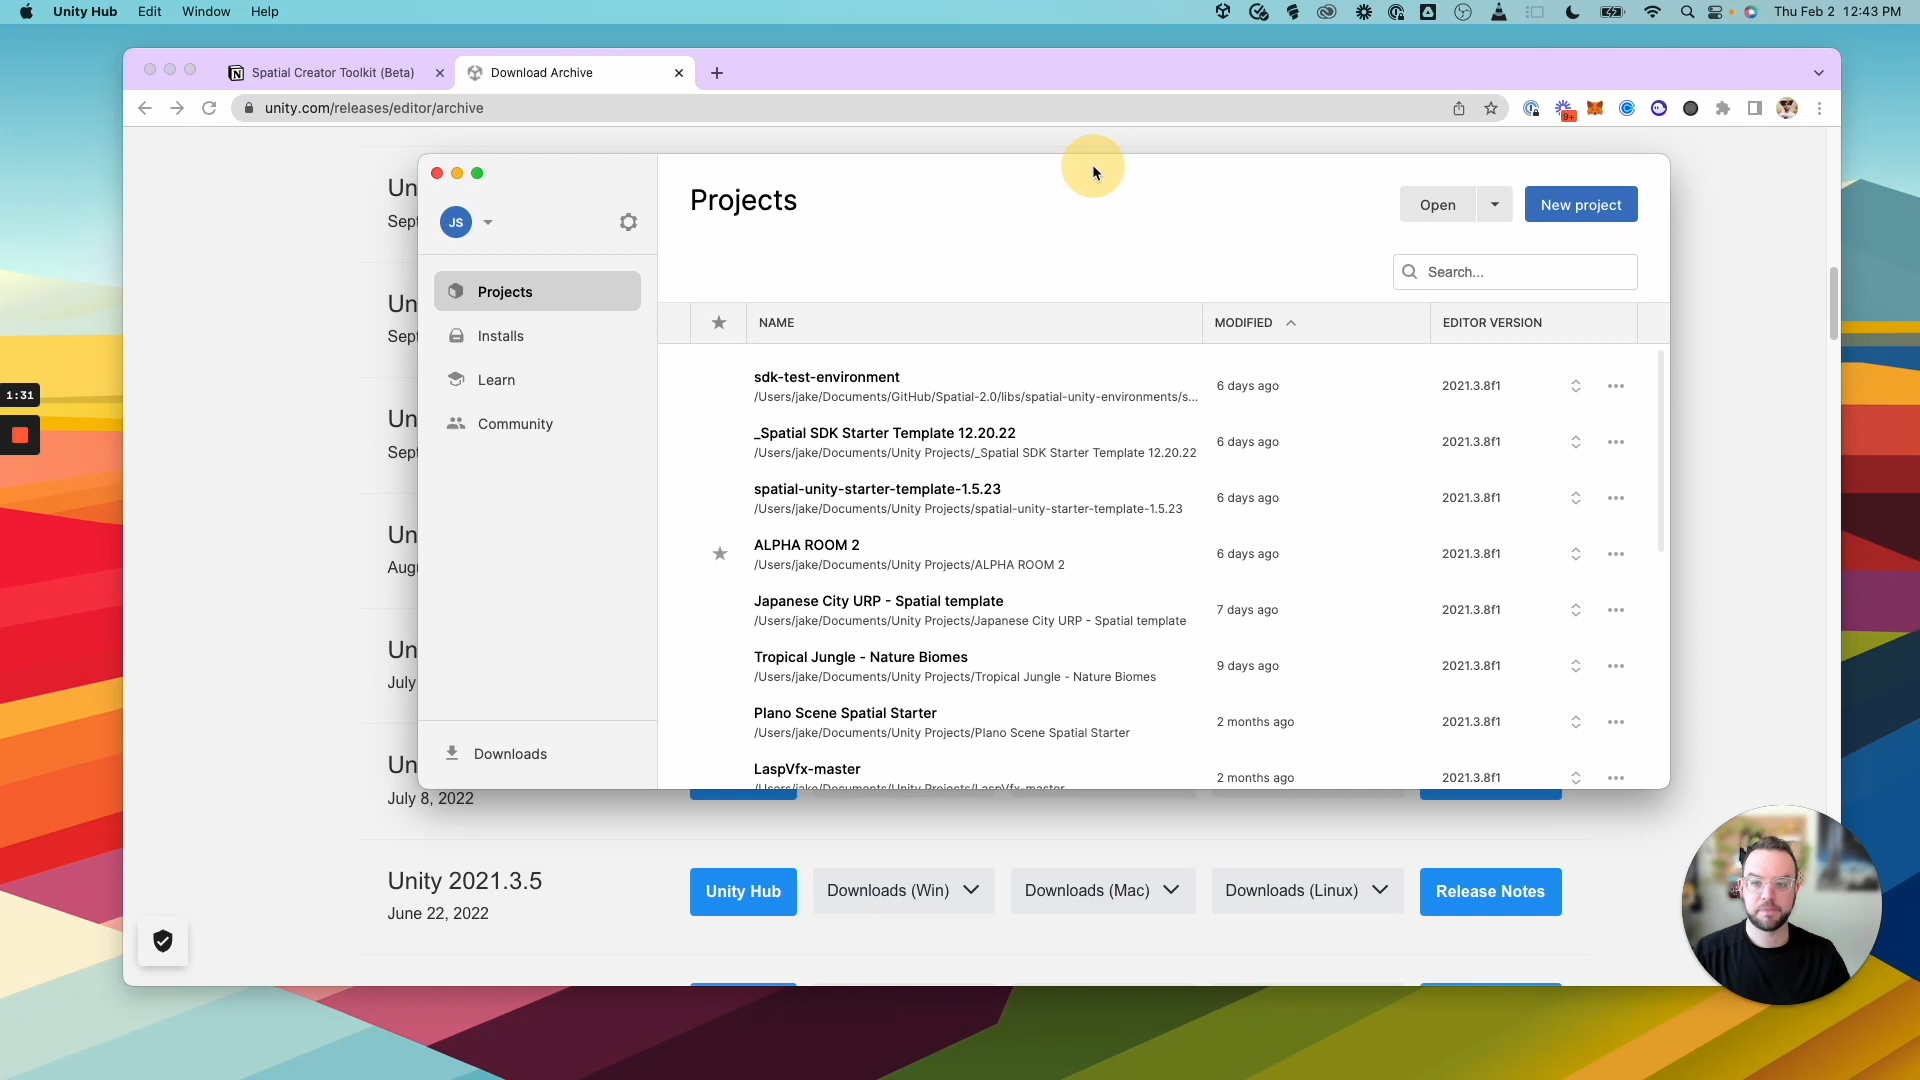 Unity Hub Edit Window Help
Thu Feb 2 12:43 PM
Spatial Creator Toolkit (Beta)
Download Archive
unity.com/releases/editor/archive
9+
Un
Sept
Un
Sept
Un
Sept
Un
Augu
Un
July
Un
July 8, 2022
JS
Projects
Installs
Learn
Community
Downloads
Projects
Open
New project
Search...
NAME MODIFIED EDITOR VERSION
sdk-test-environment
/Users/jake/Documents/GitHub/Spatial-2.0/libs/spatial-unity-environments/s...
6 days ago 2021.3.8f1
_Spatial SDK Starter Template 12.20.22
/Users/jake/Documents/Unity Projects/_Spatial SDK Starter Template 12.20.22
6 days ago 2021.3.8f1
spatial-unity-starter-template-1.5.23
/Users/jake/Documents/Unity Projects/spatial-unity-starter-template-1.5.23
6 days ago 2021.3.8f1
ALPHA ROOM 2
/Users/jake/Documents/Unity Projects/ALPHA ROOM 2
6 days ago 2021.3.8f1
Japanese City URP - Spatial template
/Users/jake/Documents/Unity Projects/Japanese City URP - Spatial template
7 days ago 2021.3.8f1
Tropical Jungle - Nature Biomes
/Users/jake/Documents/Unity Projects/Tropical Jungle - Nature Biomes
9 days ago 2021.3.8f1
Plano Scene Spatial Starter
/Users/jake/Documents/Unity Projects/Plano Scene Spatial Starter
2 months ago 2021.3.8f1
LaspVfx-master
/Users/jake/Documents/Unity Projects/LaspVfx-master
2 months ago 2021.3.8f1
1:31
Unity 2021.3.5
June 22, 2022
Unity Hub
Downloads (Win)
Downloads (Mac)
Downloads (Linux)
Release Notes